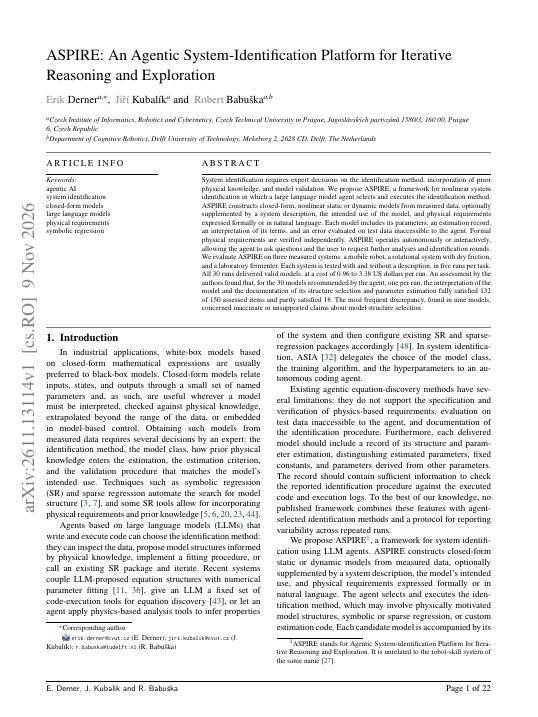 ASPIRE: An Agentic System-Identification Platform for Iterative
Reasoning and Exploration
Erik Dernerᵃ,*, Jiří Kubalíkᵃ and Robert Babuškaᵃ,ᵇ
ᵃCzech Institute of Informatics, Robotics and Cybernetics, Czech Technical University in Prague, Jugoslávských partyzánů 1580/3, 160 00, Prague
6, Czech Republic
ᵇDepartment of Cognitive Robotics, Delft University of Technology, Mekelweg 2, 2628 CD, Delft, The Netherlands
ARTICLE INFO
Keywords:
agentic AI
system identification
closed-form models
large language models
physical requirements
symbolic regression
ABSTRACT
System identification requires expert decisions on the identification method, incorporation of prior
physical knowledge, and model validation. We propose ASPIRE, a framework for nonlinear system
identification in which a large language model agent selects and executes the identification method.
ASPIRE constructs closed-form, nonlinear static or dynamic models from measured data, optionally
supplemented by a system description, the intended use of the model, and physical requirements
expressed formally or in natural language. Each model includes its parameters, an estimation record,
an interpretation of its terms, and an error evaluated on test data inaccessible to the agent. Formal
physical requirements are verified independently. ASPIRE operates autonomously or interactively,
allowing the agent to ask questions and the user to request further analyses and identification rounds.
We evaluate ASPIRE on three measured systems: a mobile robot, a rotational system with dry friction,
and a laboratory fermenter. Each system is tested with and without a description, in five runs per task.
All 30 runs delivered valid models, at a cost of 0.96 to 3.38 US dollars per run. An assessment by the
authors found that, for the 30 models recommended by the agent, one per run, the interpretation of the
model and the documentation of its structure selection and parameter estimation fully satisfied 132
of 150 assessed items and partly satisfied 18. The most frequent discrepancy, found in nine models,
concerned inaccurate or unsupported claims about model structure selection.
1. Introduction
In industrial applications, white-box models based
on closed-form mathematical expressions are usually
preferred to black-box models. Closed-form models relate
inputs, states, and outputs through a small set of named
parameters and, as such, are useful wherever a model
must be interpreted, checked against physical knowledge,
extrapolated beyond the range of the data, or embedded
in model-based control. Obtaining such models from
measured data requires several decisions by an expert: the
identification method, the model class, how prior physical
knowledge enters the estimation, the estimation criterion,
and the validation procedure that matches the model's
intended use. Techniques such as symbolic regression
(SR) and sparse regression automate the search for model
structure [3, 7], and some SR tools allow for incorporating
physical requirements and prior knowledge [5, 6, 20, 23, 44].
Agents based on large language models (LLMs) that
write and execute code can choose the identification method:
they can inspect the data, propose model structures informed
by physical knowledge, implement a fitting procedure, or
call an existing SR package and iterate. Recent systems
couple LLM-proposed equation structures with numerical
parameter fitting [11, 36], give an LLM a fixed set of
code-execution tools for equation discovery [43], or let an
agent apply physics-based analysis tools to infer properties
*Corresponding author
erik.derner@cvut.cz (E. Derner); jiri.kubalik@cvut.cz (J.
Kubalík); r.babuska@tudelft.nl (R. Babuška)
of the system and then configure existing SR and sparse-
regression packages accordingly [48]. In system identifica-
tion, ASIA [32] delegates the choice of the model class,
the training algorithm, and the hyperparameters to an au-
tonomous coding agent.
Existing agentic equation-discovery methods have sev-
eral limitations: they do not support the specification and
verification of physics-based requirements, evaluation on
test data inaccessible to the agent, and documentation of
the identification procedure. Furthermore, each delivered
model should include a record of its structure and param-
eter estimation, distinguishing estimated parameters, fixed
constants, and parameters derived from other parameters.
The record should contain sufficient information to check
the reported identification procedure against the executed
code and execution logs. To the best of our knowledge, no
published framework combines these features with agent-
selected identification methods and a protocol for reporting
variability across repeated runs.
We propose ASPIRE¹, a framework for system identifi-
cation using LLM agents. ASPIRE constructs closed-form
static or dynamic models from measured data, optionally
supplemented by a system description, the model's intended
use, and physical requirements expressed formally or in
natural language. The agent selects and executes the iden-
tification method, which may involve physically motivated
model structures, symbolic or sparse regression, or custom
estimation code. Each candidate model is accompanied by its
¹ASPIRE stands for Agentic System-identification Platform for Itera-
tive Reasoning and Exploration. It is unrelated to the robot-skill system of
the same name [27].
E. Derner, J. Kubalík and R. Babuška
Page 1 of 22
arXiv:2611.13114v1 [cs.RO] 9 Nov 2026